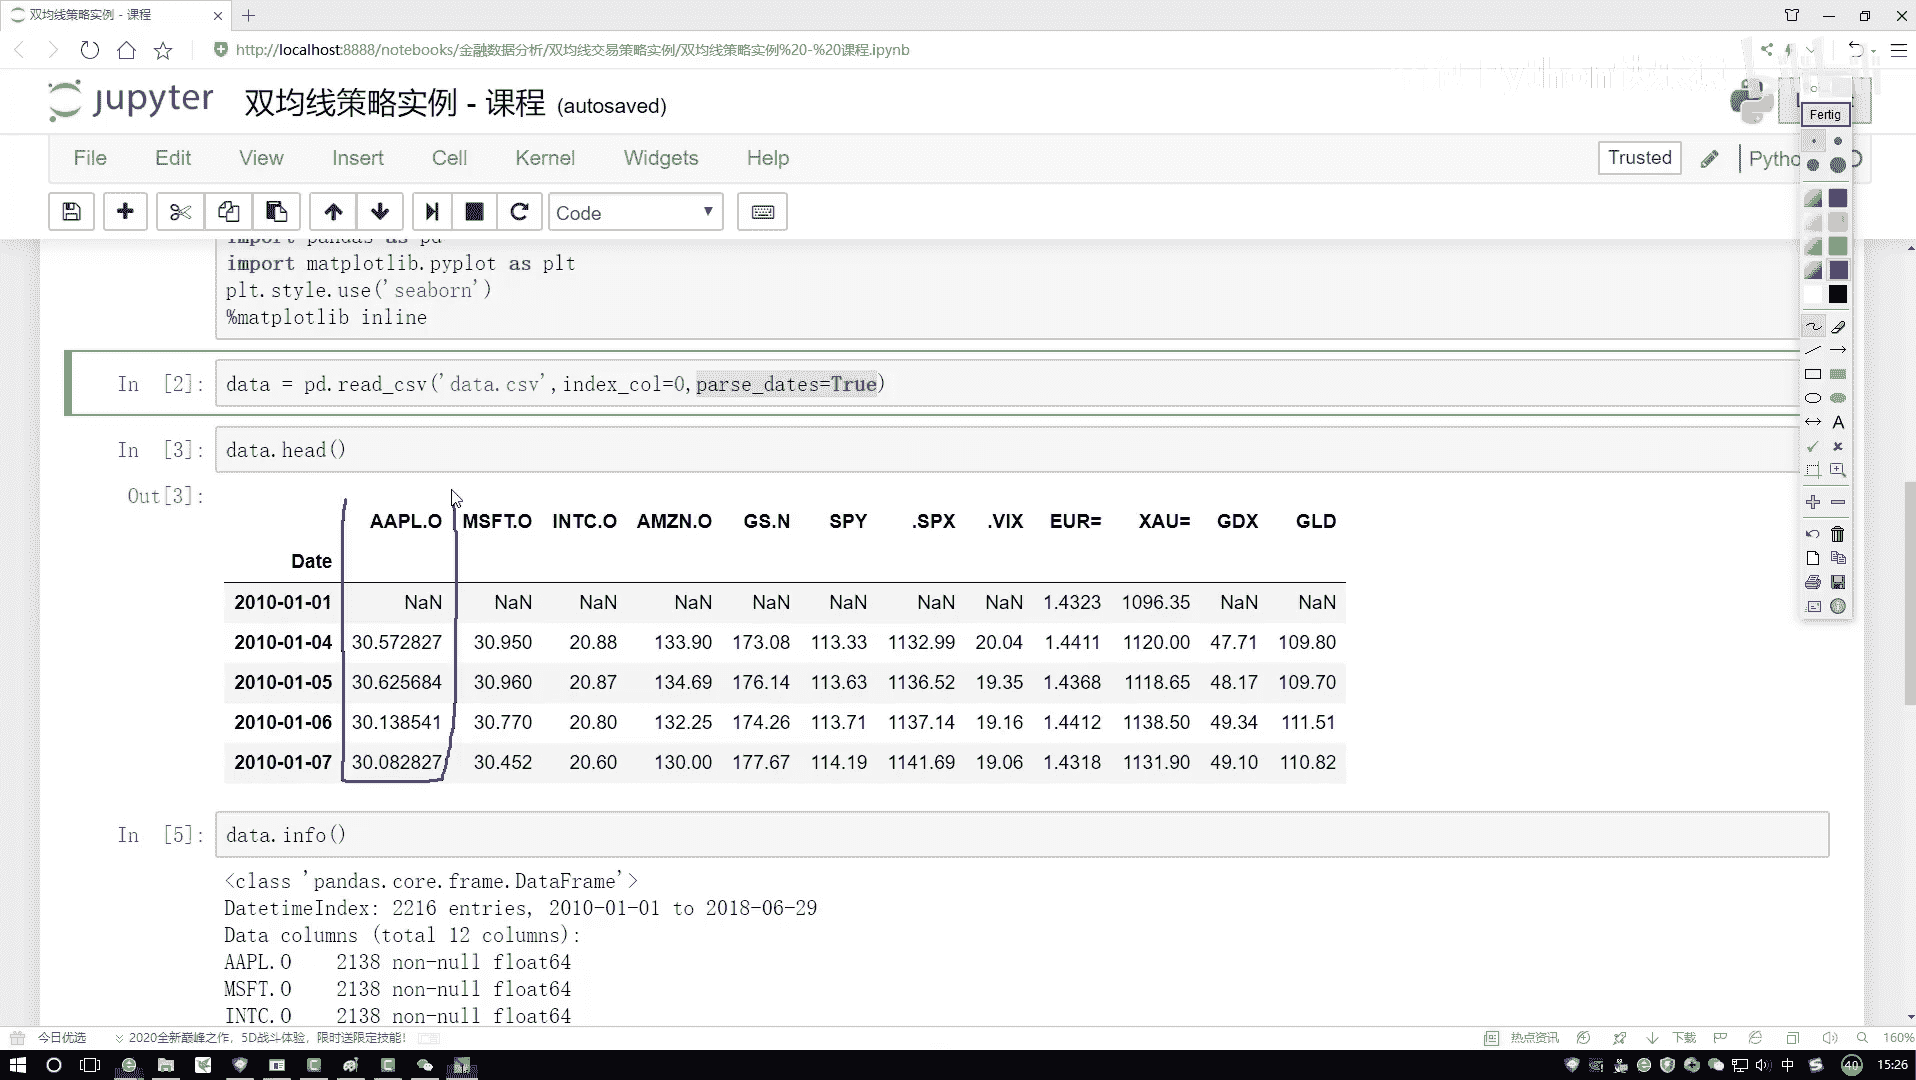 双均线策略实例 - 课程
http://localhost:8888/notebooks/金融数据分析/双均线交易策略实例/双均线策略实例%20-%20课程.ipynb
jupyter 双均线策略实例 - 课程 (autosaved)
Fertig
File Edit View Insert Cell Kernel Widgets Help
Trusted
Code
import pandas as pd
import matplotlib.pyplot as plt
plt.style.use('seaborn')
%matplotlib inline
In [2]: data = pd.read_csv('data.csv',index_col=0,parse_dates=True)
In [3]: data.head()
Out[3]:
AAPL.O MSFT.O INTC.O AMZN.O GS.N SPY .SPX .VIX EUR= XAU= GDX GLD
Date
2010-01-01 NaN NaN NaN NaN NaN NaN NaN NaN 1.4323 1096.35 NaN NaN
2010-01-04 30.572827 30.950 20.88 133.90 173.08 113.33 1132.99 20.04 1.4411 1120.00 47.71 109.80
2010-01-05 30.625684 30.960 20.87 134.69 176.14 113.63 1136.52 19.35 1.4368 1118.65 48.17 109.70
2010-01-06 30.138541 30.770 20.80 132.25 174.26 113.71 1137.14 19.16 1.4412 1138.50 49.34 111.51
2010-01-07 30.082827 30.452 20.60 130.00 177.67 114.19 1141.69 19.06 1.4318 1131.90 49.10 110.82
In [5]: data.info()
<class 'pandas.core.frame.DataFrame'>
DatetimeIndex: 2216 entries, 2010-01-01 to 2018-06-29
Data columns (total 12 columns):
AAPL.O 2138 non-null float64
MSFT.O 2138 non-null float64
INTC.O 2138 non-null float64
今日优选 2020全新巅峰之作，5D战斗体验，限时送限定技能！ 热点资讯 下载 160%
中 40 15:26